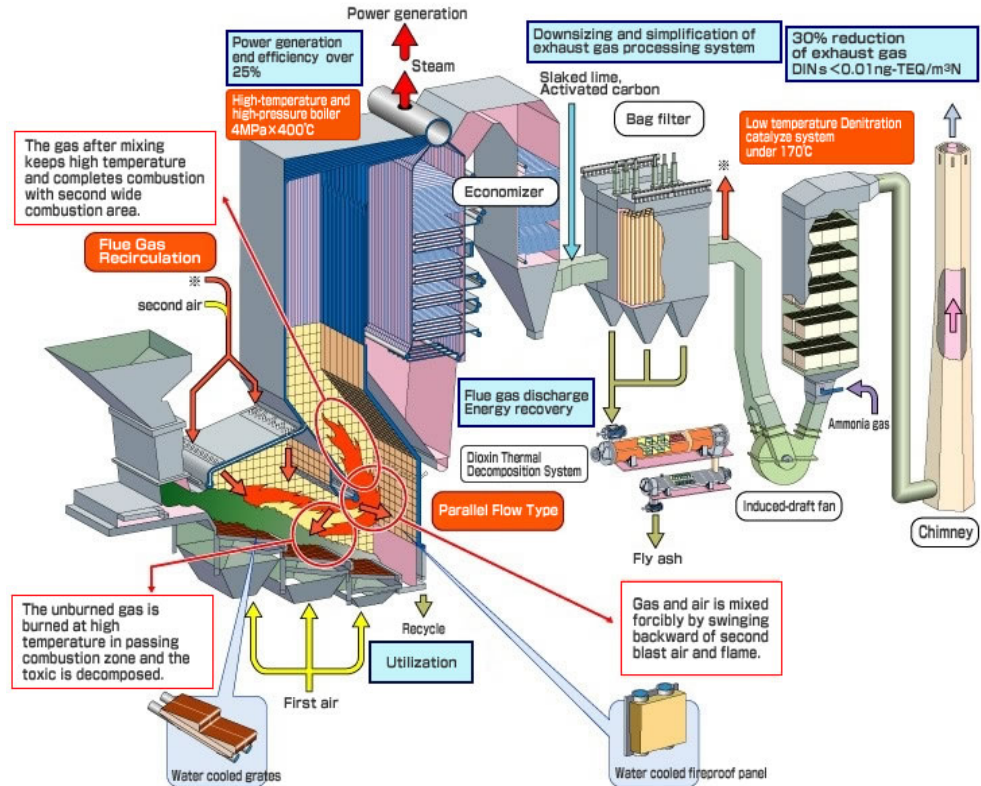 Power generation
Steam
Power generation
end efficiency over
25%
High-temperature and
high-pressure boiler
4MPa×400℃
Downsizing and simplification of
exhaust gas processing system
30% reduction
of exhaust gas
DINs<0.01ng-TEQ/m³N
Slaked lime,
Activated carbon
Bag filter
Low temperature Denitration
catalyze system
under 170℃
The gas after mixing
keeps high temperature
and completes combustion
with second wide
combustion area.
Economizer
※
Flue Gas
Recirculation
※
second air
Flue gas discharge
Energy recovery
Ammonia gas
Dioxin Thermal
Decomposition System
Parallel Flow Type
Induced-draft fan
Chimney
Fly ash
The unburned gas is
burned at high
temperature in passing
combustion zone and the
toxic is decomposed.
Recycle
Utilization
Gas and air is mixed
forcibly by swinging
backward of second
blast air and flame.
First air
Water cooled grates
Water cooled fireproof panel